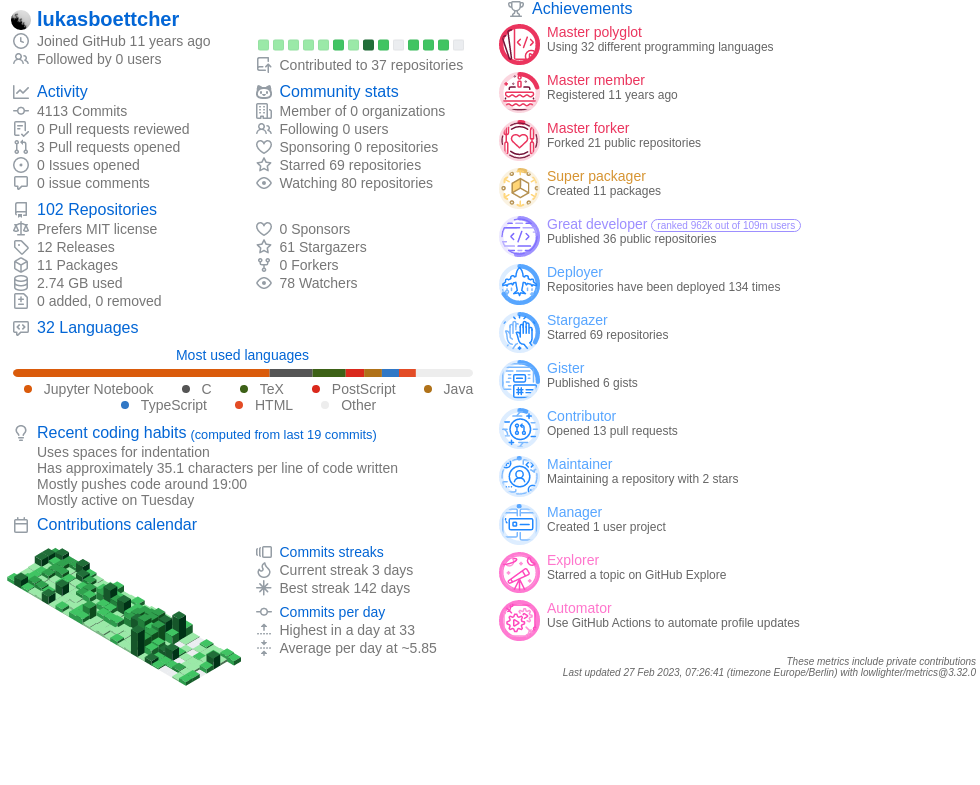 lukasboettcher
Joined GitHub 11 years ago
Followed by 0 users
Contributed to 37 repositories
Activity
4113 Commits
0 Pull requests reviewed
3 Pull requests opened
0 Issues opened
0 issue comments
Community stats
Member of 0 organizations
Following 0 users
Sponsoring 0 repositories
Starred 69 repositories
Watching 80 repositories
102 Repositories
Prefers MIT license
12 Releases
11 Packages
2.74 GB used
0 added, 0 removed
0 Sponsors
61 Stargazers
0 Forkers
78 Watchers
32 Languages
Most used languages
Jupyter Notebook C TeX PostScript Java
TypeScript HTML Other
Recent coding habits (computed from last 19 commits)
Uses spaces for indentation
Has approximately 35.1 characters per line of code written
Mostly pushes code around 19:00
Mostly active on Tuesday
Contributions calendar
Commits streaks
Current streak 3 days
Best streak 142 days
Commits per day
Highest in a day at 33
Average per day at ~5.85
Achievements
Master polyglot
Using 32 different programming languages
Master member
Registered 11 years ago
Master forker
Forked 21 public repositories
Super packager
Created 11 packages
Great developer ranked 962k out of 109m users
Published 36 public repositories
Deployer
Repositories have been deployed 134 times
Stargazer
Starred 69 repositories
Gister
Published 6 gists
Contributor
Opened 13 pull requests
Maintainer
Maintaining a repository with 2 stars
Manager
Created 1 user project
Explorer
Starred a topic on GitHub Explore
Automator
Use GitHub Actions to automate profile updates
These metrics include private contributions
Last updated 27 Feb 2023, 07:26:41 (timezone Europe/Berlin) with lowlighter/metrics@3.32.0